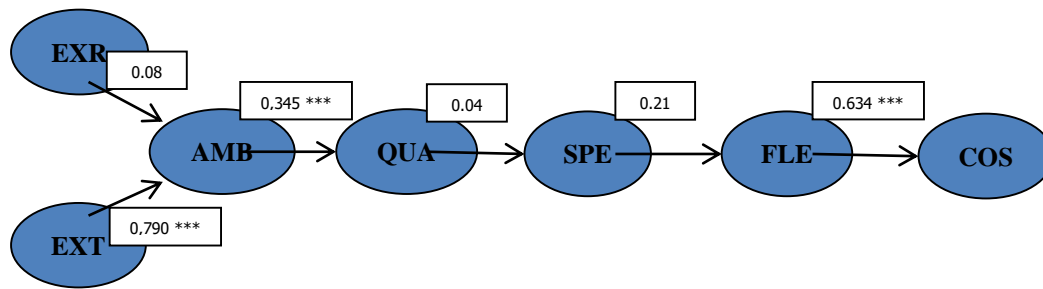 EXR
0.08
0,345 ***
0.04
0.21
0.634 ***
AMB
QUA
SPE
FLE
COS
0,790 ***
EXT